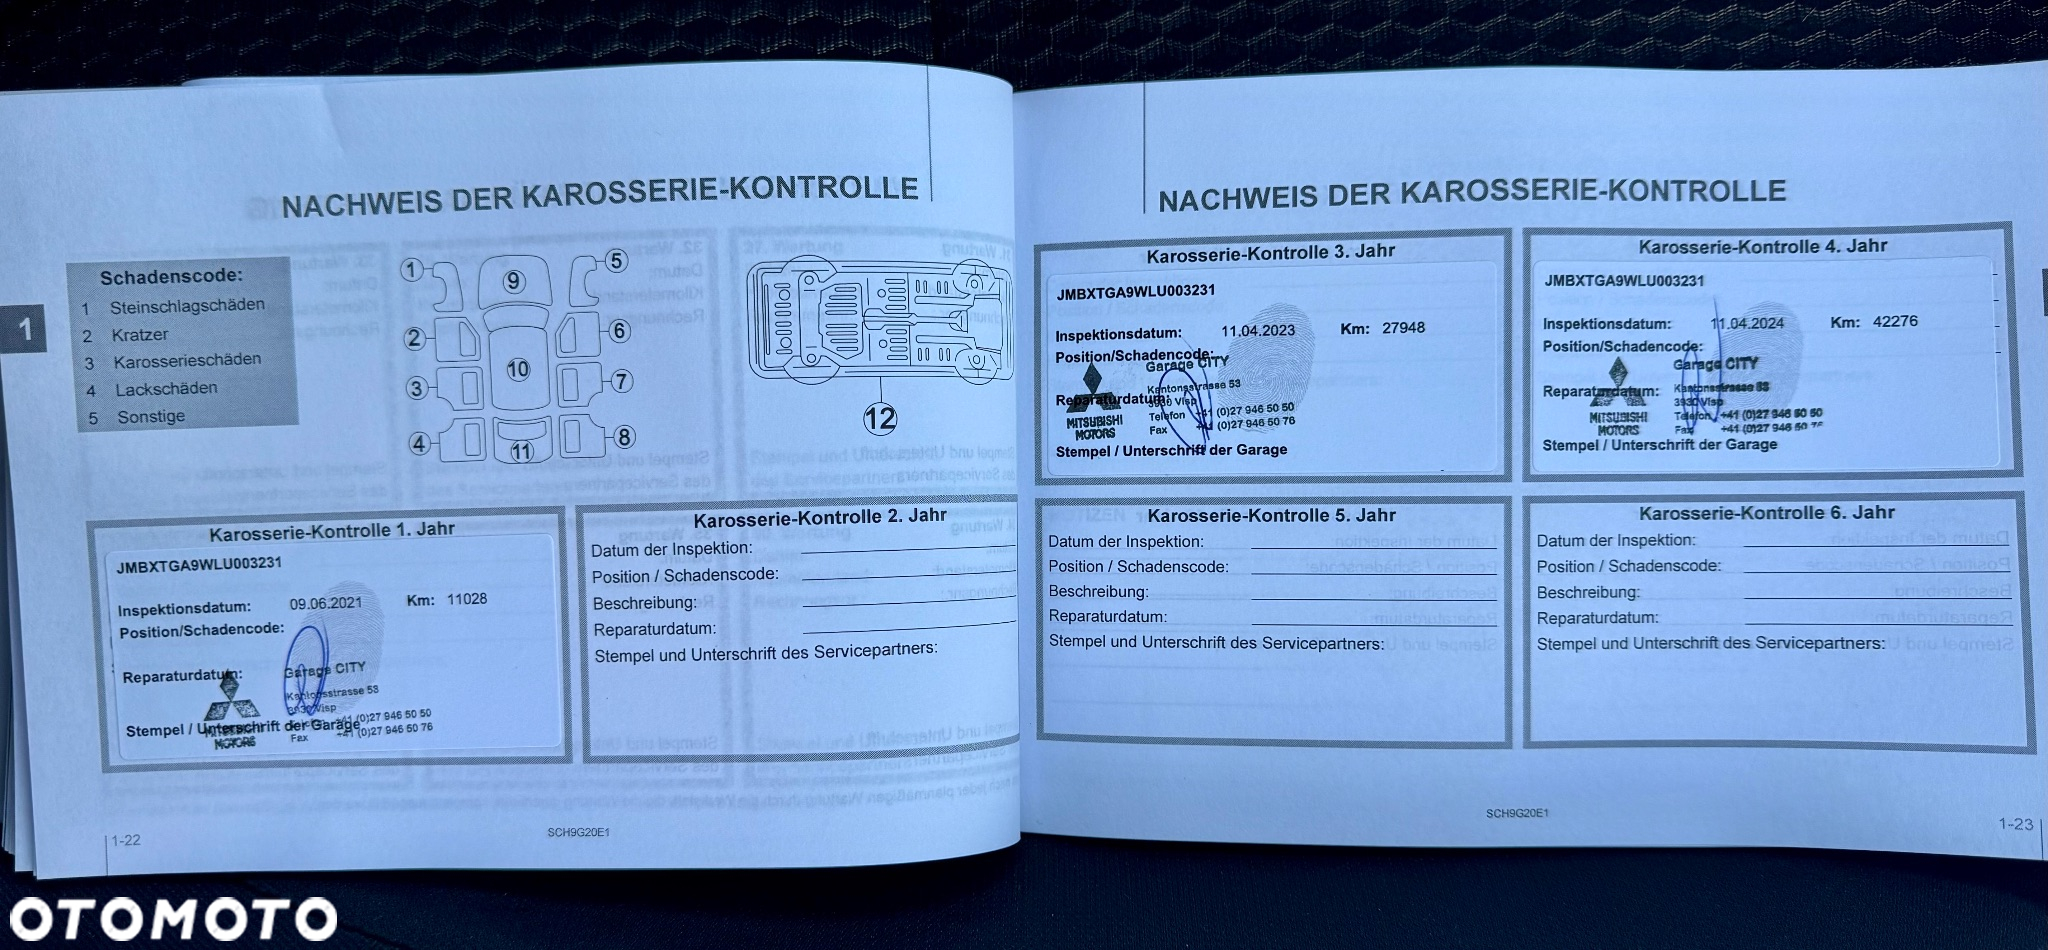 NACHWEIS DER KAROSSERIE-KONTROLLE
Schadenscode:
1 Steinschlagschäden
2 Kratzer
3 Karosserieschäden
4 Lackschäden
5 Sonstige
1
1
2
3
4
5
6
7
8
9
10
11
12
Karosserie-Kontrolle 1. Jahr
JMBXTGA9WLU003231
Inspektionsdatum: 09.06.2021 Km: 11028
Position/Schadencode:
Reparaturdatum:
Garage CITY
Kantonsstrasse 53
3930 Visp
+41 (0)27 946 50 50
Fax +41 (0)27 946 50 76
MOTORS
Stempel / Unterschrift der Garage
Karosserie-Kontrolle 2. Jahr
Datum der Inspektion:
Position / Schadenscode:
Beschreibung:
Reparaturdatum:
Stempel und Unterschrift des Servicepartners:
1-22
SCH9G20E1
NACHWEIS DER KAROSSERIE-KONTROLLE
Karosserie-Kontrolle 3. Jahr
JMBXTGA9WLU003231
Inspektionsdatum: 11.04.2023 Km: 27948
Position/Schadencode:
Garage CITY
Kantonsstrasse 53
Reparaturdatum:
3930 Visp
Telefon +41 (0)27 946 50 50
Fax +41 (0)27 946 50 76
MITSUBISHI
MOTORS
Stempel / Unterschrift der Garage
Karosserie-Kontrolle 4. Jahr
JMBXTGA9WLU003231
Inspektionsdatum: 11.04.2024 Km: 42276
Position/Schadencode:
Garage CITY
Reparaturdatum:
Kantonsstrasse 53
3930 Visp
Telefon +41 (0)27 946 50 50
Fax +41 (0)27 946 50 76
MITSUBISHI
MOTORS
Stempel / Unterschrift der Garage
Karosserie-Kontrolle 5. Jahr
Datum der Inspektion:
Position / Schadenscode:
Beschreibung:
Reparaturdatum:
Stempel und Unterschrift des Servicepartners:
Karosserie-Kontrolle 6. Jahr
Datum der Inspektion:
Position / Schadenscode:
Beschreibung:
Reparaturdatum:
Stempel und Unterschrift des Servicepartners:
SCH9G20E1
1-23
OTOMOTO